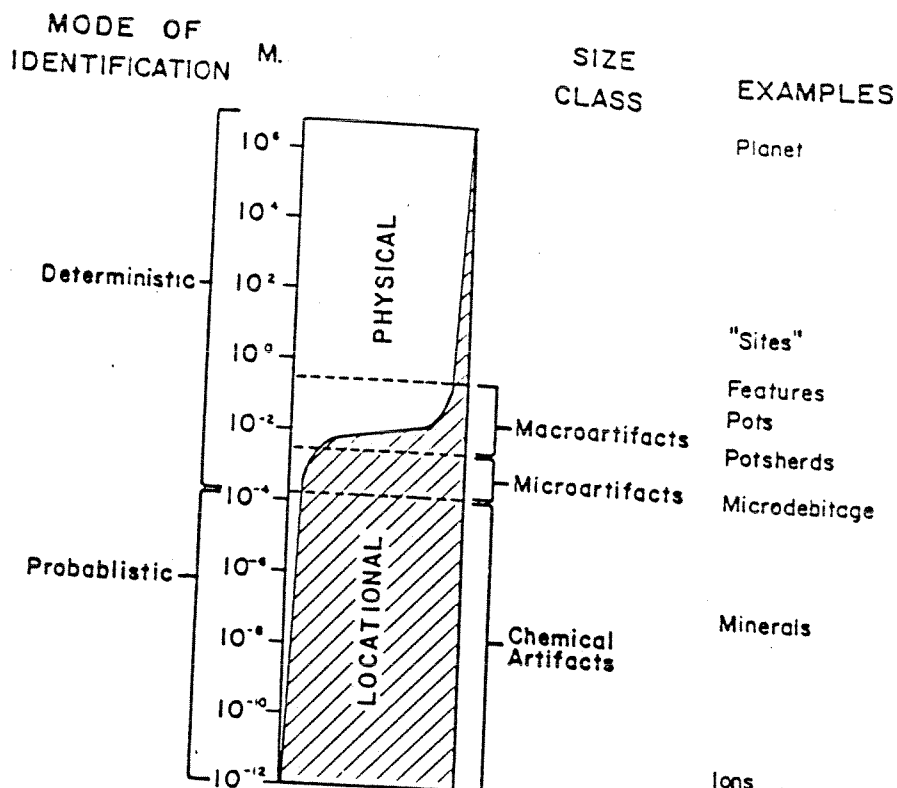 MODE OF
IDENTIFICATION
M.
SIZE
CLASS
EXAMPLES
10⁶
Planet
10⁴
Deterministic
10²
PHYSICAL
"Sites"
10⁰
Features
10⁻²
Pots
Macroartifacts
Potsherds
Microartifacts
10⁻⁴
Microdebitage
Probablistic
10⁻⁶
LOCATIONAL
Minerals
10⁻⁸
Chemical
Artifacts
10⁻¹⁰
10⁻¹²
Ions